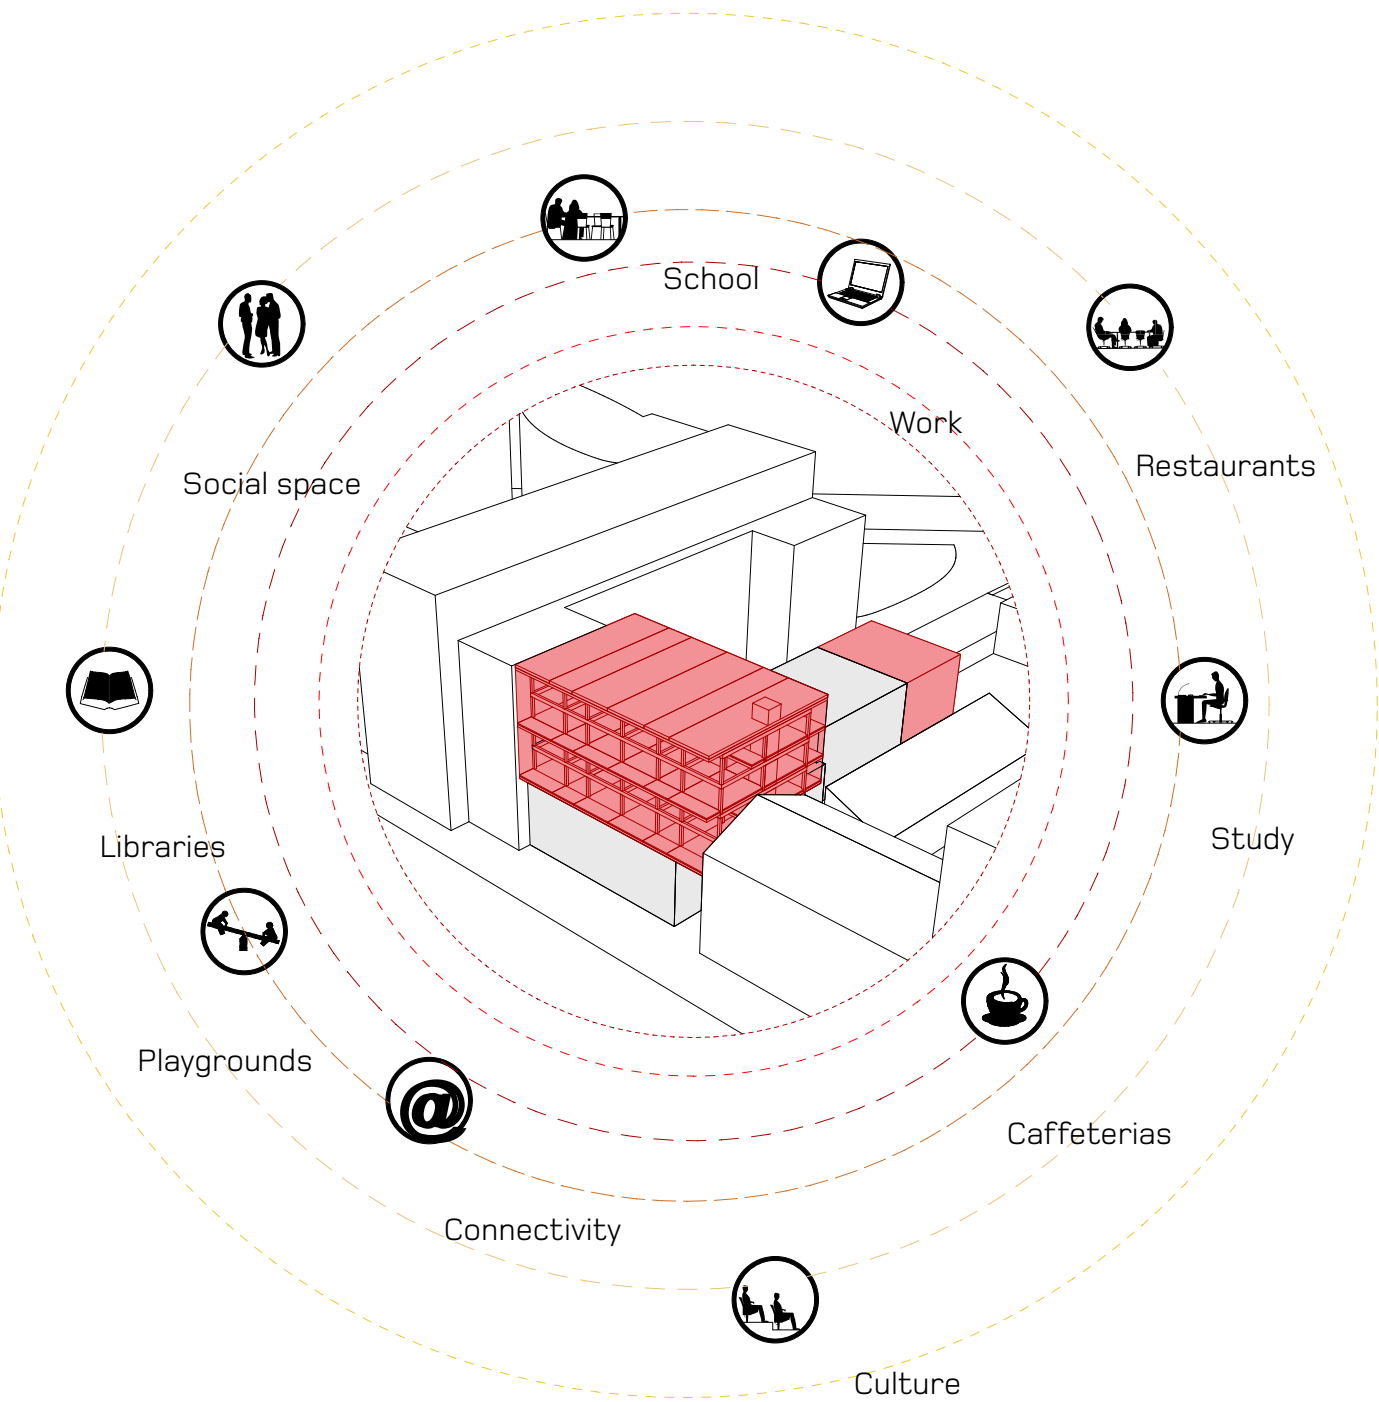 School
Work
Restaurants
Social space
Study
Libraries
Playgrounds
@
Caffeterias
Connectivity
Culture